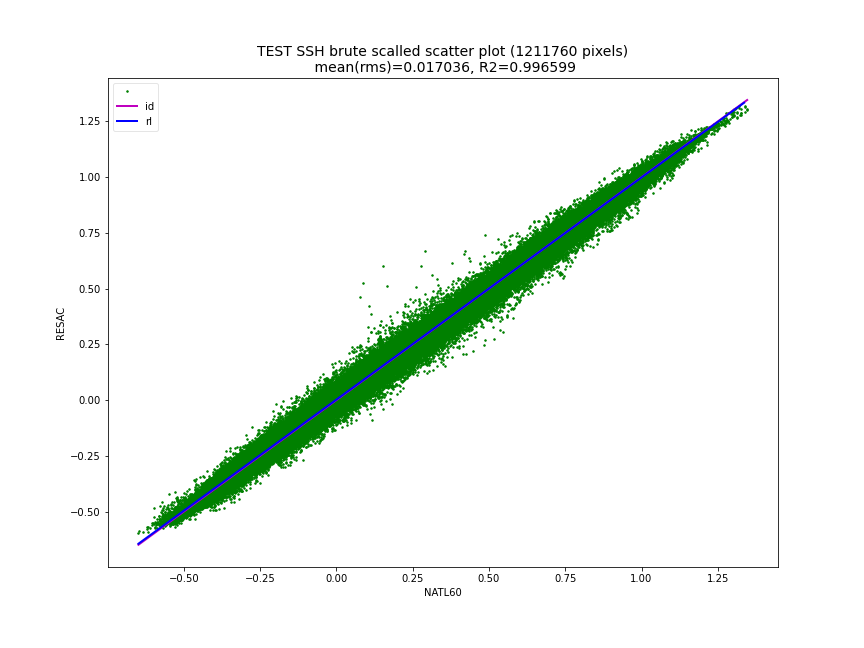 TEST SSH brute scalled scatter plot (1211760 pixels)
mean(rms)=0.017036, R2=0.996599
id
rl
1.25
1.00
0.75
0.50
0.25
0.00
−0.25
−0.50
RESAC
−0.50 −0.25 0.00 0.25 0.50 0.75 1.00 1.25
NATL60